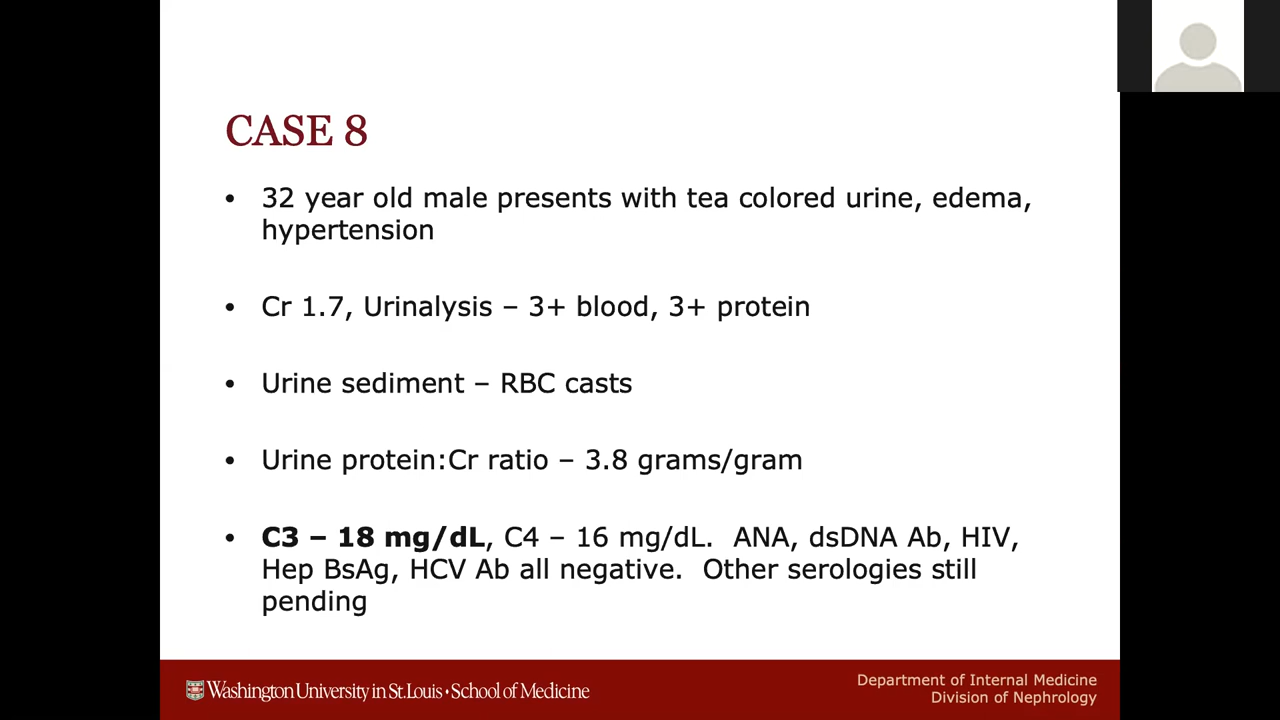 CASE 8
• 32 year old male presents with tea colored urine, edema,
hypertension
• Cr 1.7, Urinalysis – 3+ blood, 3+ protein
• Urine sediment – RBC casts
• Urine protein:Cr ratio – 3.8 grams/gram
• C3 – 18 mg/dL, C4 – 16 mg/dL.  ANA, dsDNA Ab, HIV,
Hep BsAg, HCV Ab all negative.  Other serologies still
pending
Washington University in St. Louis • School of Medicine
Department of Internal Medicine
Division of Nephrology